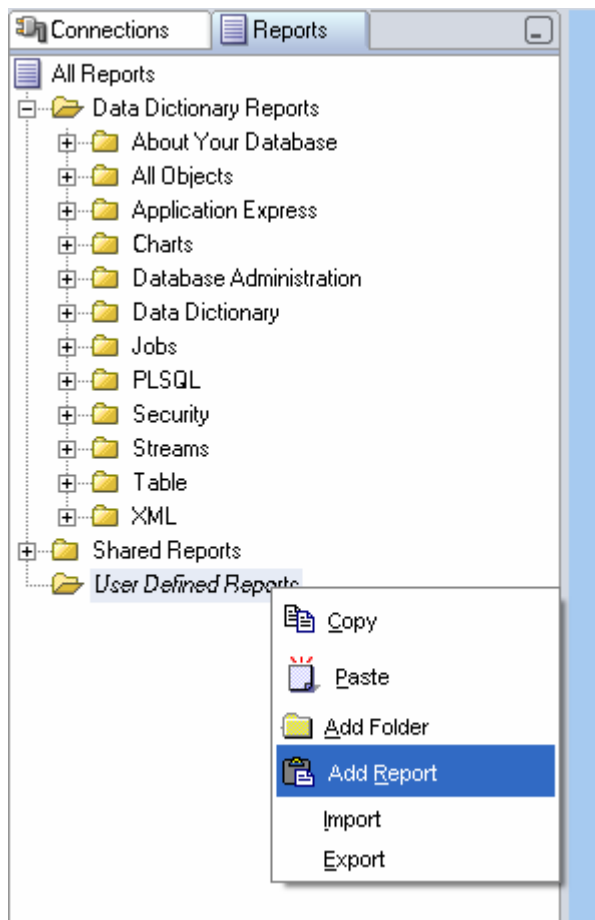 Connections Reports
All Reports
Data Dictionary Reports
About Your Database
All Objects
Application Express
Charts
Database Administration
Data Dictionary
Jobs
PLSQL
Security
Streams
Table
XML
Shared Reports
User Defined Reports
Copy
Paste
Add Folder
Add Report
Import
Export